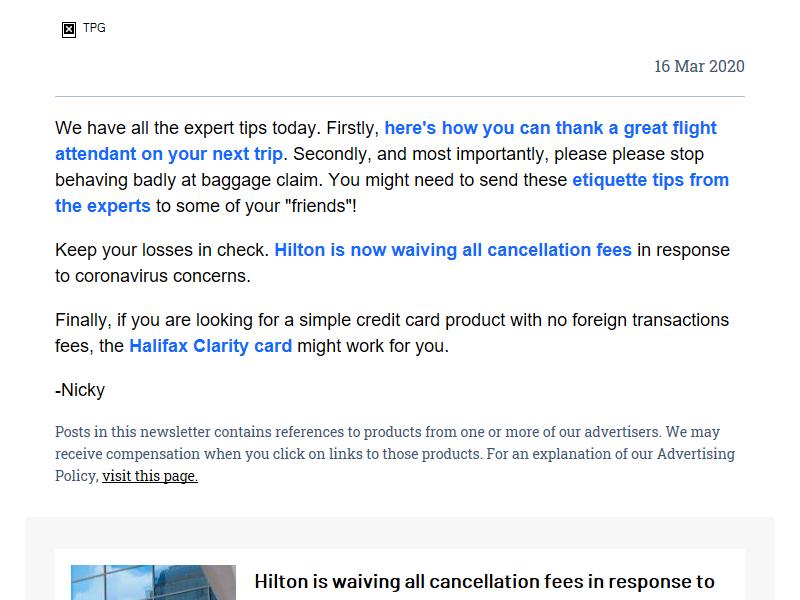 TPG
16 Mar 2020
We have all the expert tips today. Firstly, here's how you can thank a great flight
attendant on your next trip. Secondly, and most importantly, please please stop
behaving badly at baggage claim. You might need to send these etiquette tips from
the experts to some of your "friends"!
Keep your losses in check. Hilton is now waiving all cancellation fees in response
to coronavirus concerns.
Finally, if you are looking for a simple credit card product with no foreign transactions
fees, the Halifax Clarity card might work for you.
-Nicky
Posts in this newsletter contains references to products from one or more of our advertisers. We may
receive compensation when you click on links to those products. For an explanation of our Advertising
Policy, visit this page.
Hilton is waiving all cancellation fees in response to